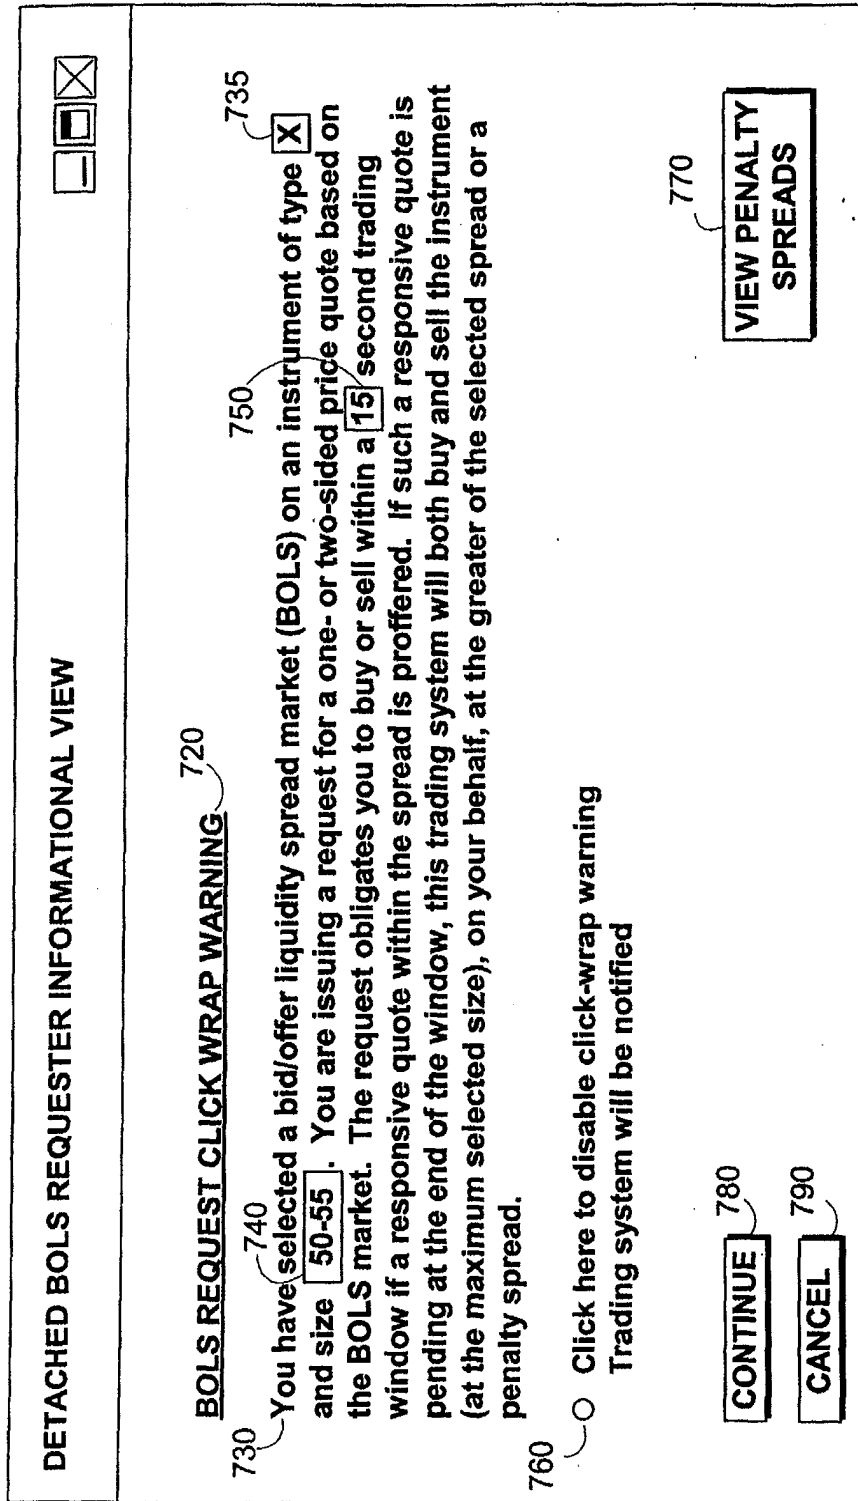 DETACHED BOLS REQUESTER INFORMATIONAL VIEW
BOLS REQUEST CLICK WRAP WARNING 720
730 740 750 735
You have selected a bid/offer liquidity spread market (BOLS) on an instrument of type X
and size 50-55 . You are issuing a request for a one- or two-sided price quote based on
the BOLS market. The request obligates you to buy or sell within a 15 second trading
window if a responsive quote within the spread is proffered. If such a responsive quote is
pending at the end of the window, this trading system will both buy and sell the instrument
(at the maximum selected size), on your behalf, at the greater of the selected spread or a
penalty spread.
760 Click here to disable click-wrap warning
Trading system will be notified
770
VIEW PENALTY
SPREADS
CONTINUE 780
CANCEL 790